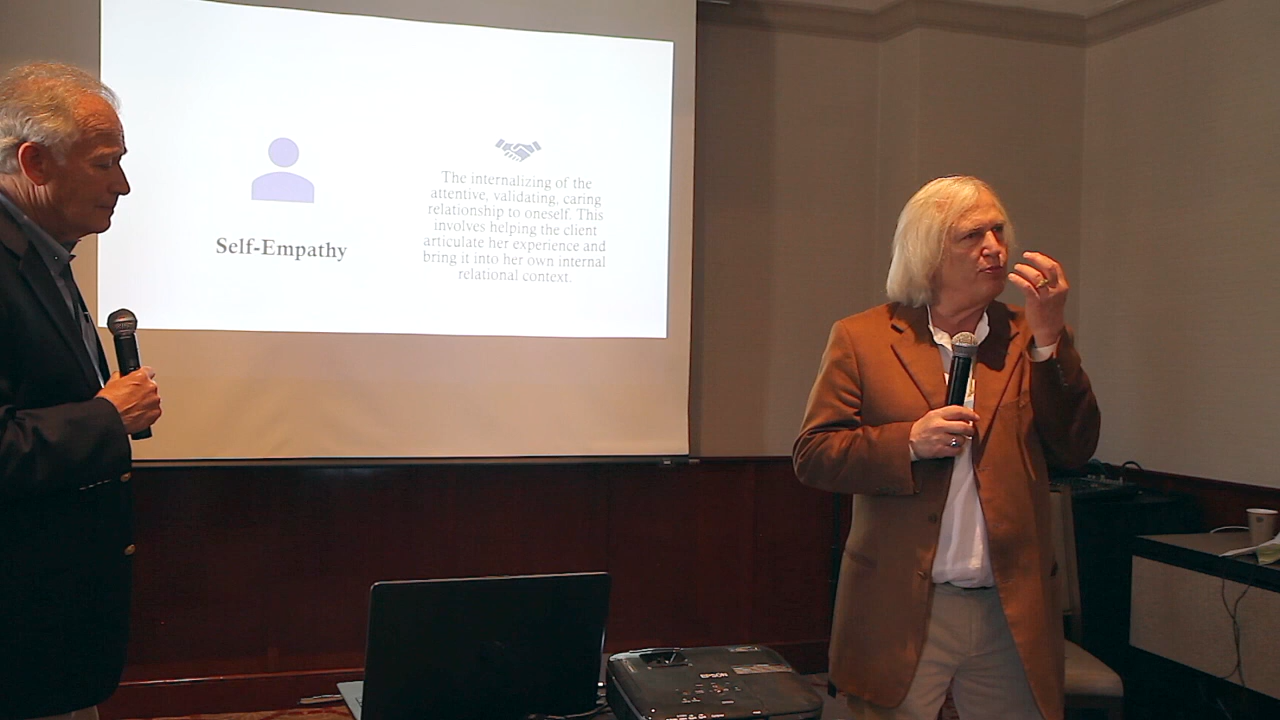 Self-Empathy
The internalizing of the
attentive, validating, caring
relationship to oneself. This
involves helping the client
articulate her experience and
bring it into her own internal
relational context.
EPSON